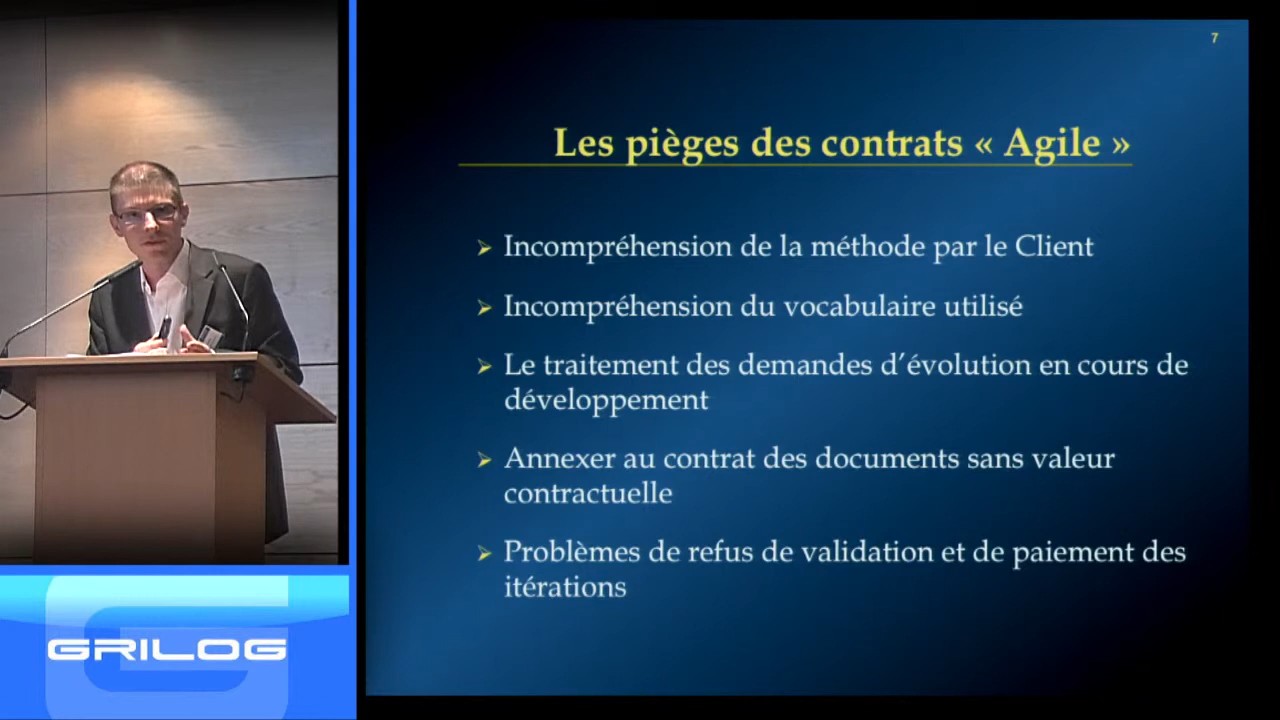 7
Les pièges des contrats « Agile »
➢ Incompréhension de la méthode par le Client
➢ Incompréhension du vocabulaire utilisé
➢ Le traitement des demandes d’évolution en cours de
développement
➢ Annexer au contrat des documents sans valeur
contractuelle
➢ Problèmes de refus de validation et de paiement des
itérations
GRILOG